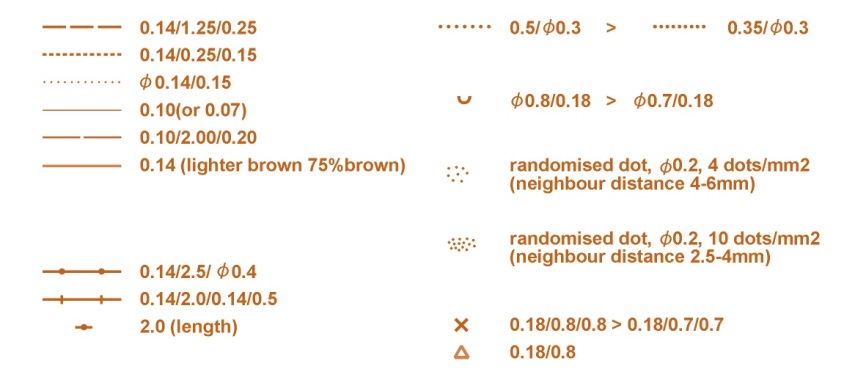 0.14/1.25/0.25
0.14/0.25/0.15
ϕ0.14/0.15
0.10(or 0.07)
0.10/2.00/0.20
0.14 (lighter brown 75%brown)
0.14/2.5/ ϕ0.4
0.14/2.0/0.14/0.5
2.0 (length)
0.5/ϕ0.3 > 0.35/ϕ0.3
ϕ0.8/0.18 > ϕ0.7/0.18
randomised dot, ϕ0.2, 4 dots/mm2
(neighbour distance 4-6mm)
randomised dot, ϕ0.2, 10 dots/mm2
(neighbour distance 2.5-4mm)
0.18/0.8/0.8 > 0.18/0.7/0.7
0.18/0.8